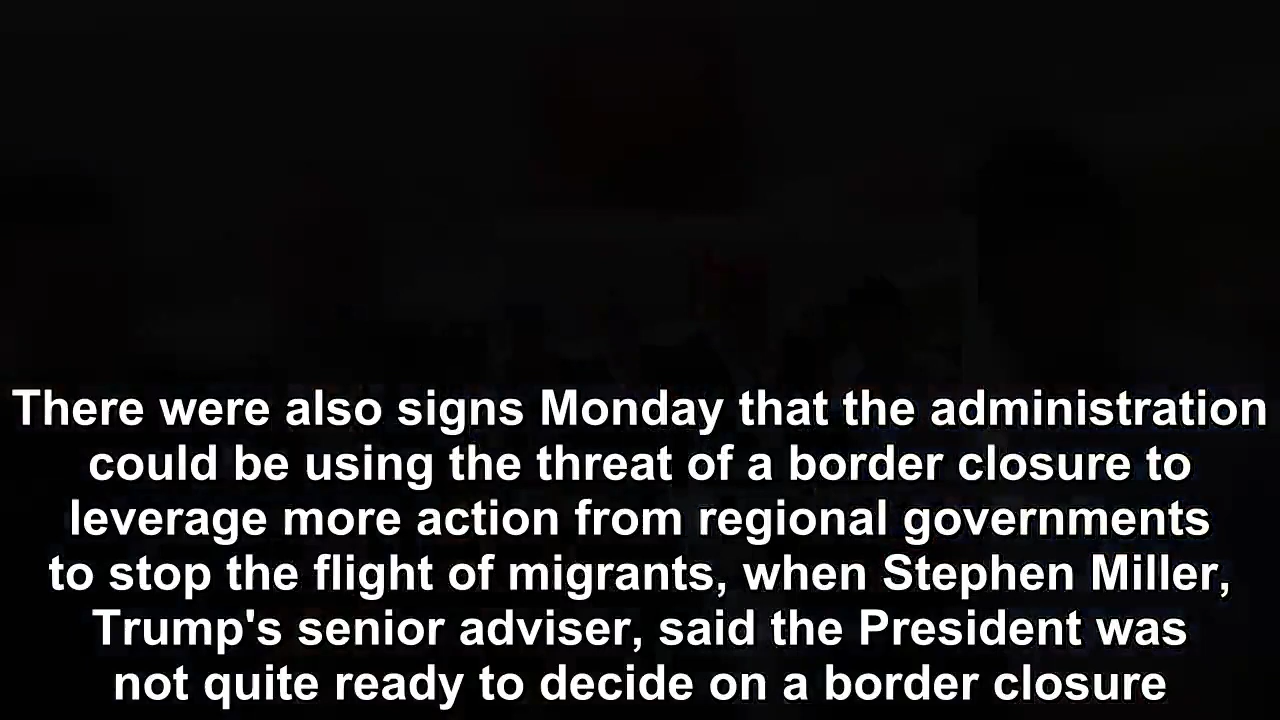 There were also signs Monday that the administration
could be using the threat of a border closure to
leverage more action from regional governments
to stop the flight of migrants, when Stephen Miller,
Trump's senior adviser, said the President was
not quite ready to decide on a border closure